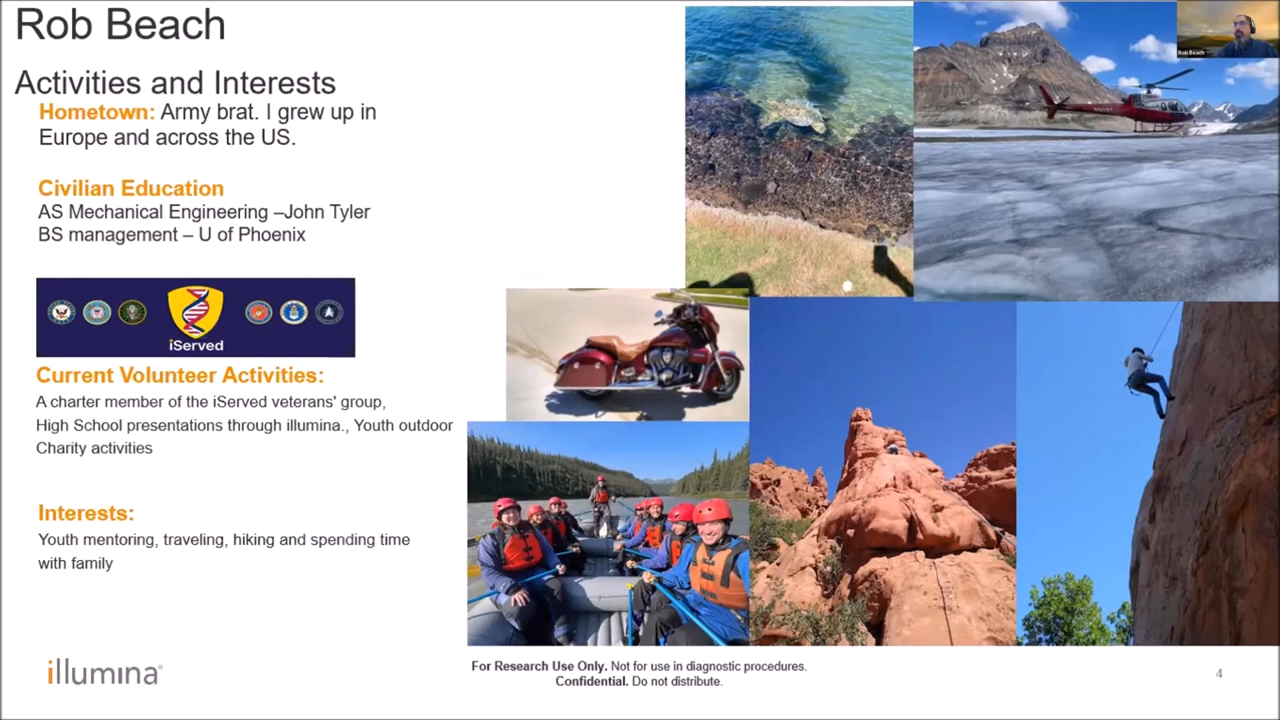 Rob Beach
Activities and Interests
Hometown: Army brat. I grew up in
Europe and across the US.
Civilian Education
AS Mechanical Engineering –John Tyler
BS management – U of Phoenix
iServed
Current Volunteer Activities:
A charter member of the iServed veterans' group,
High School presentations through illumina., Youth outdoor
Charity activities
Interests:
Youth mentoring, traveling, hiking and spending time
with family
illumina®
For Research Use Only. Not for use in diagnostic procedures.
Confidential. Do not distribute.
4
Rob Beach